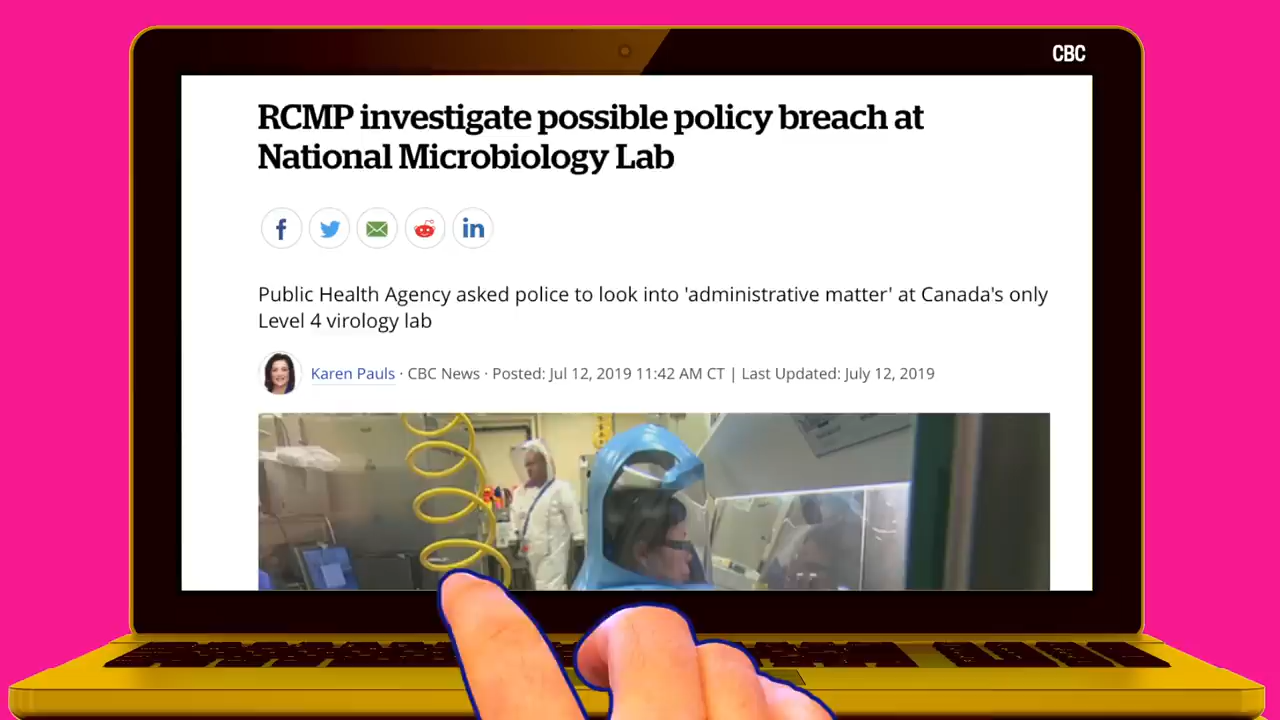 CBC
RCMP investigate possible policy breach at
National Microbiology Lab
Public Health Agency asked police to look into 'administrative matter' at Canada's only
Level 4 virology lab
Karen Pauls · CBC News · Posted: Jul 12, 2019 11:42 AM CT | Last Updated: July 12, 2019